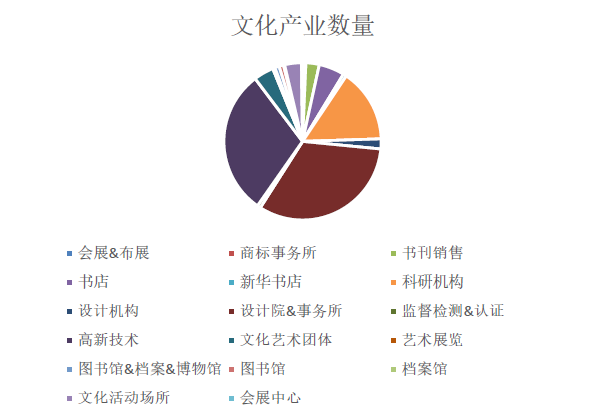 文化产业数量
会展&布展 商标事务所 书刊销售
书店 新华书店 科研机构
设计机构 设计院&事务所 监督检测&认证
高新技术 文化艺术团体 艺术展览
图书馆&档案&博物馆 图书馆 档案馆
文化活动场所 会展中心